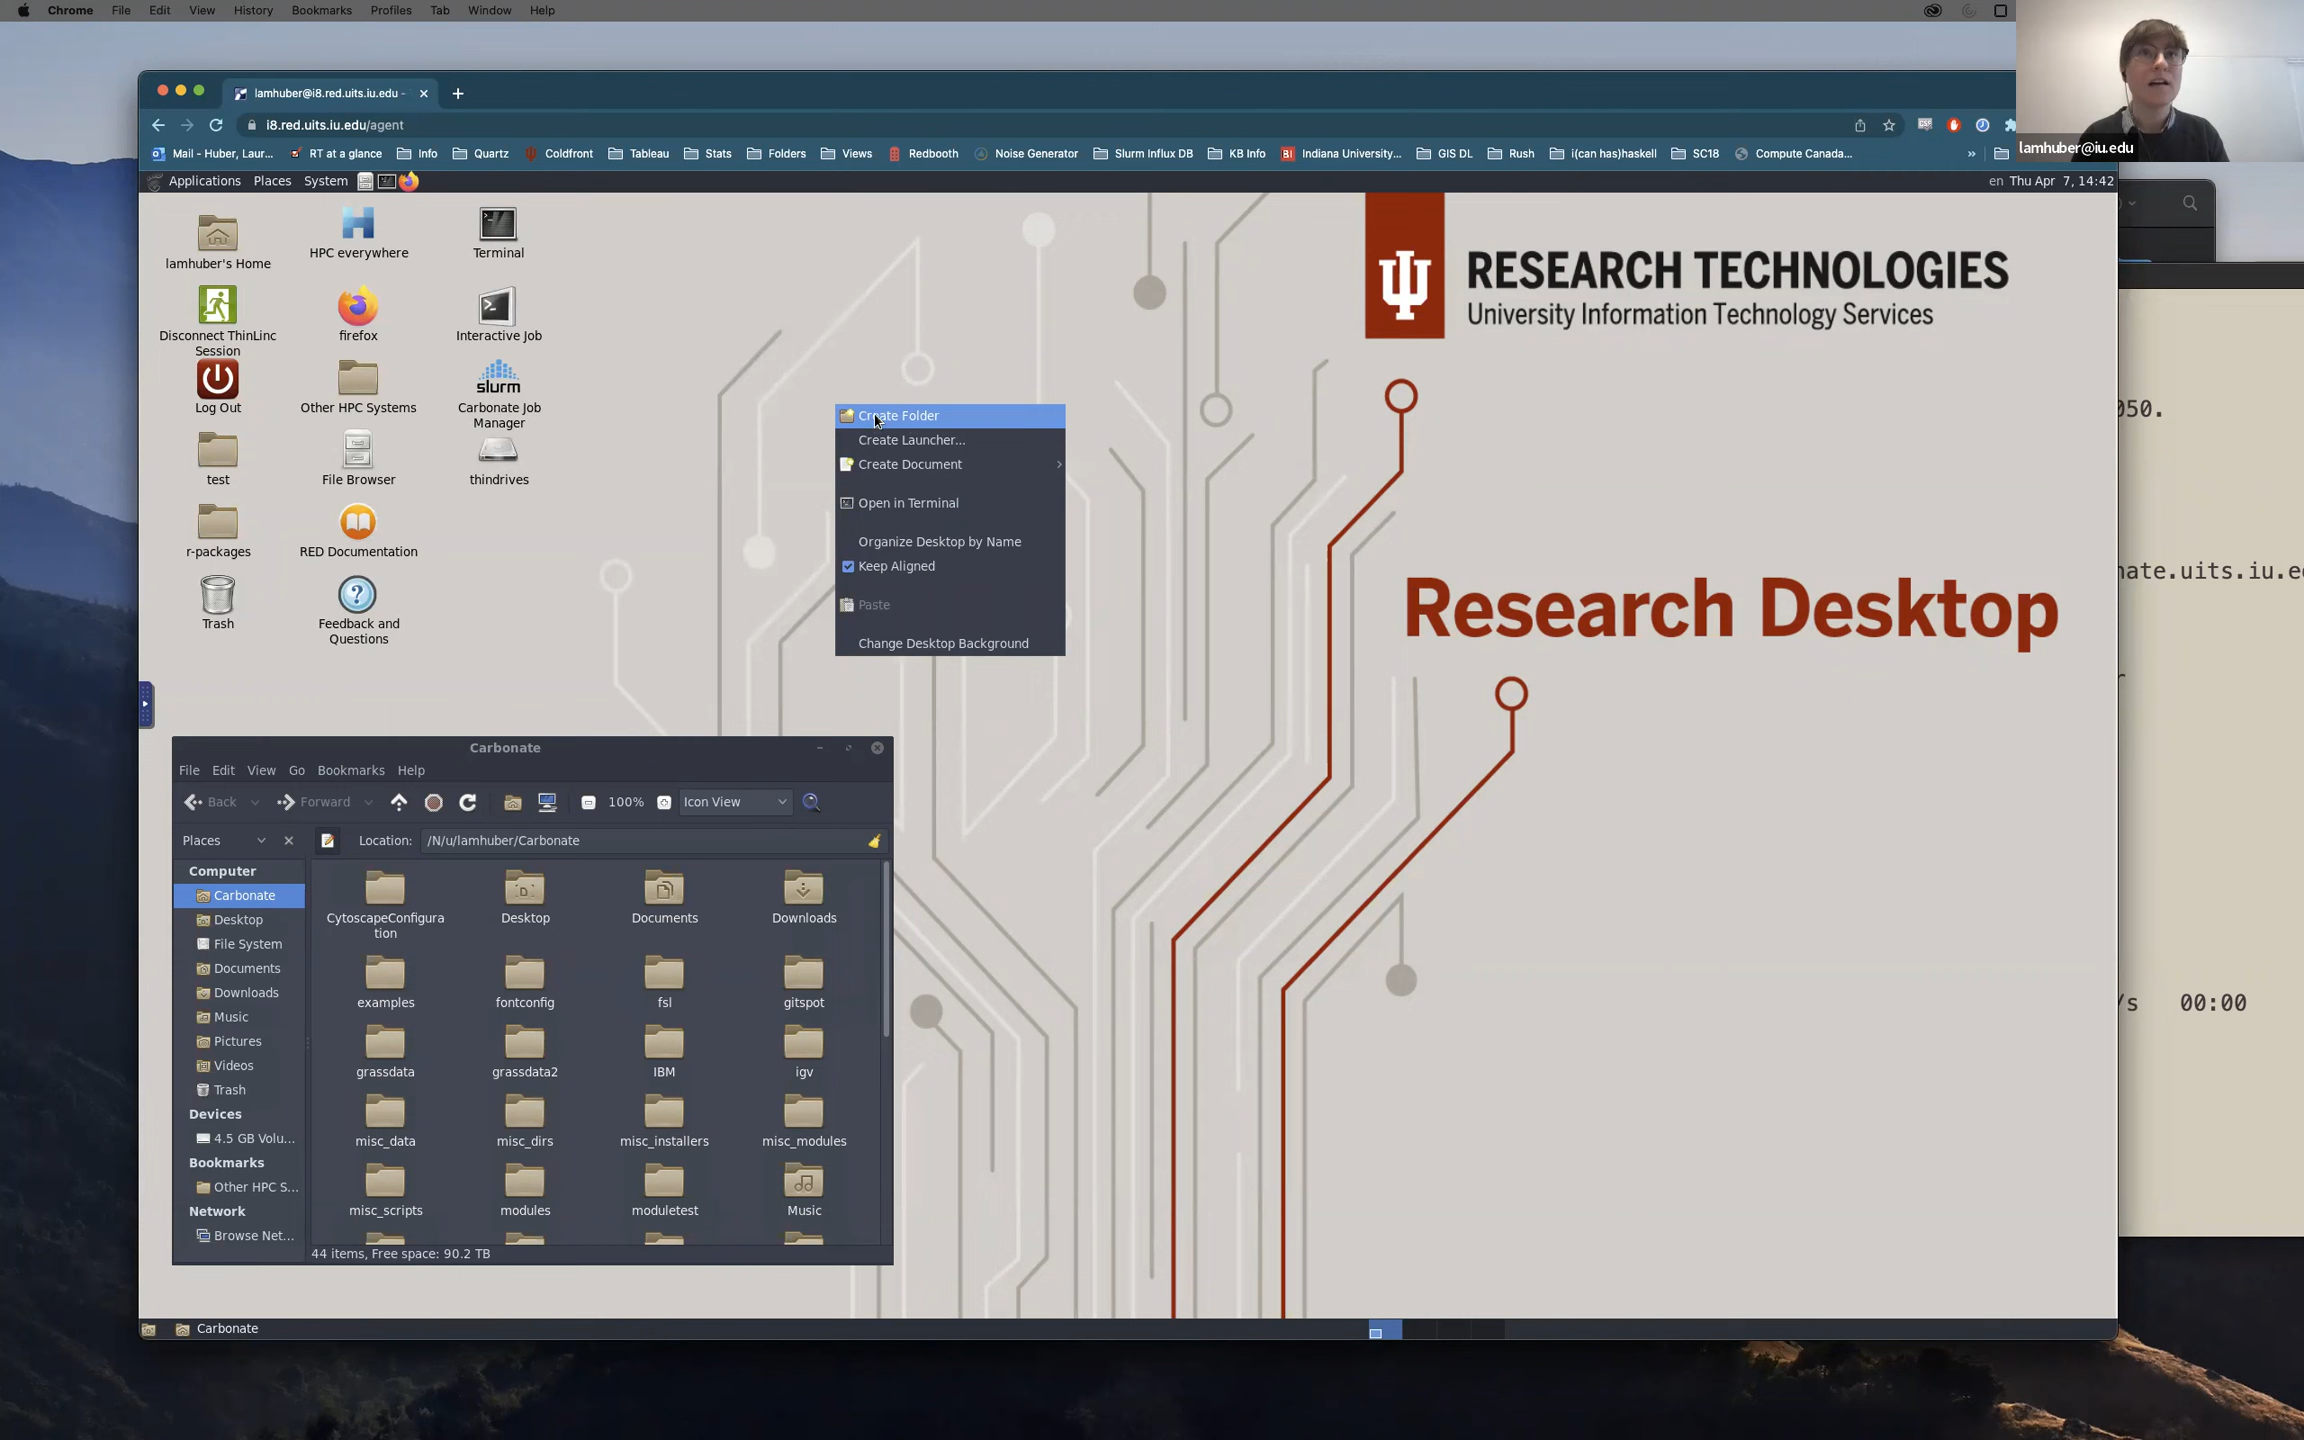 Chrome File Edit View History Bookmarks Profiles Tab Window Help
lamhuber@i8.red.uits.iu.edu -
i8.red.uits.iu.edu/agent
Mail - Huber, Laur... RT at a glance Info Quartz Coldfront Tableau Stats Folders Views Redbooth Noise Generator Slurm Influx DB KB Info Indiana University... GIS DL Rush i(can has)haskell SC18 Compute Canada... »
lamhuber@iu.edu
Applications Places System en Thu Apr 7, 14:42
lamhuber's Home
HPC everywhere
Terminal
Disconnect ThinLinc
Session
firefox
Interactive Job
Log Out
Other HPC Systems
slurm
Carbonate Job
Manager
test
File Browser
thindrives
r-packages
RED Documentation
Trash
Feedback and
Questions
RESEARCH TECHNOLOGIES
University Information Technology Services
Research Desktop
Create Folder
Create Launcher...
Create Document
Open in Terminal
Organize Desktop by Name
Keep Aligned
Paste
Change Desktop Background
050.
nate.uits.iu.e
/s 00:00
Carbonate
File Edit View Go Bookmarks Help
Back Forward 100% Icon View
Places Location: /N/u/lamhuber/Carbonate
Computer
Carbonate
Desktop
File System
Documents
Downloads
Music
Pictures
Videos
Trash
Devices
4.5 GB Volu...
Bookmarks
Other HPC S...
Network
Browse Net...
CytoscapeConfigura
tion
Desktop
Documents
Downloads
examples
fontconfig
fsl
gitspot
grassdata
grassdata2
IBM
igv
misc_data
misc_dirs
misc_installers
misc_modules
misc_scripts
modules
moduletest
Music
44 items, Free space: 90.2 TB
Carbonate